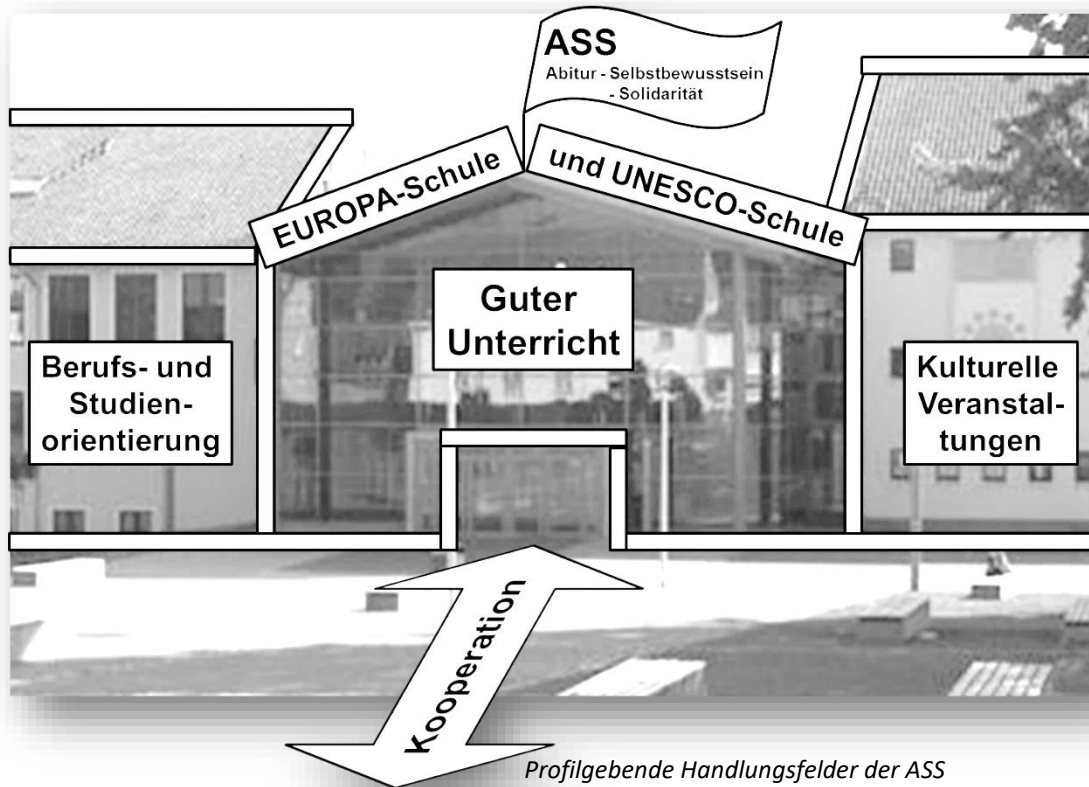 ASS
Abitur - Selbstbewusstsein
- Solidarität
EUROPA-Schule
und UNESCO-Schule
Guter
Unterricht
Berufs- und
Studien-
orientierung
Kulturelle
Veranstal-
tungen
Kooperation
Profilgebende Handlungsfelder der ASS